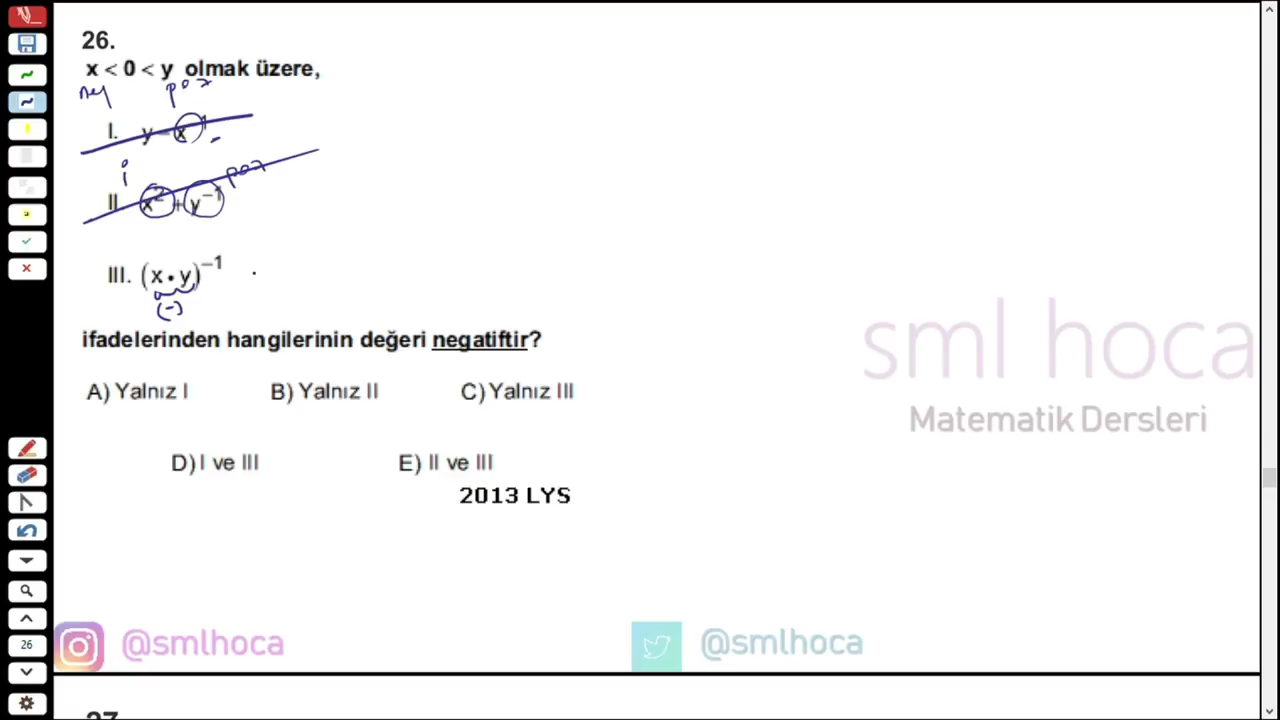 26.
x < 0 < y olmak üzere,
neg poz
I. y – x⁻¹
poz
II. x² + y⁻¹
III. (x • y)⁻¹
(-)
ifadelerinden hangilerinin değeri negatiftir?
A) Yalnız I B) Yalnız II C) Yalnız III
D) I ve III E) II ve III
2013 LYS
sml hoca
Matematik Dersleri
26
@smlhoca @smlhoca